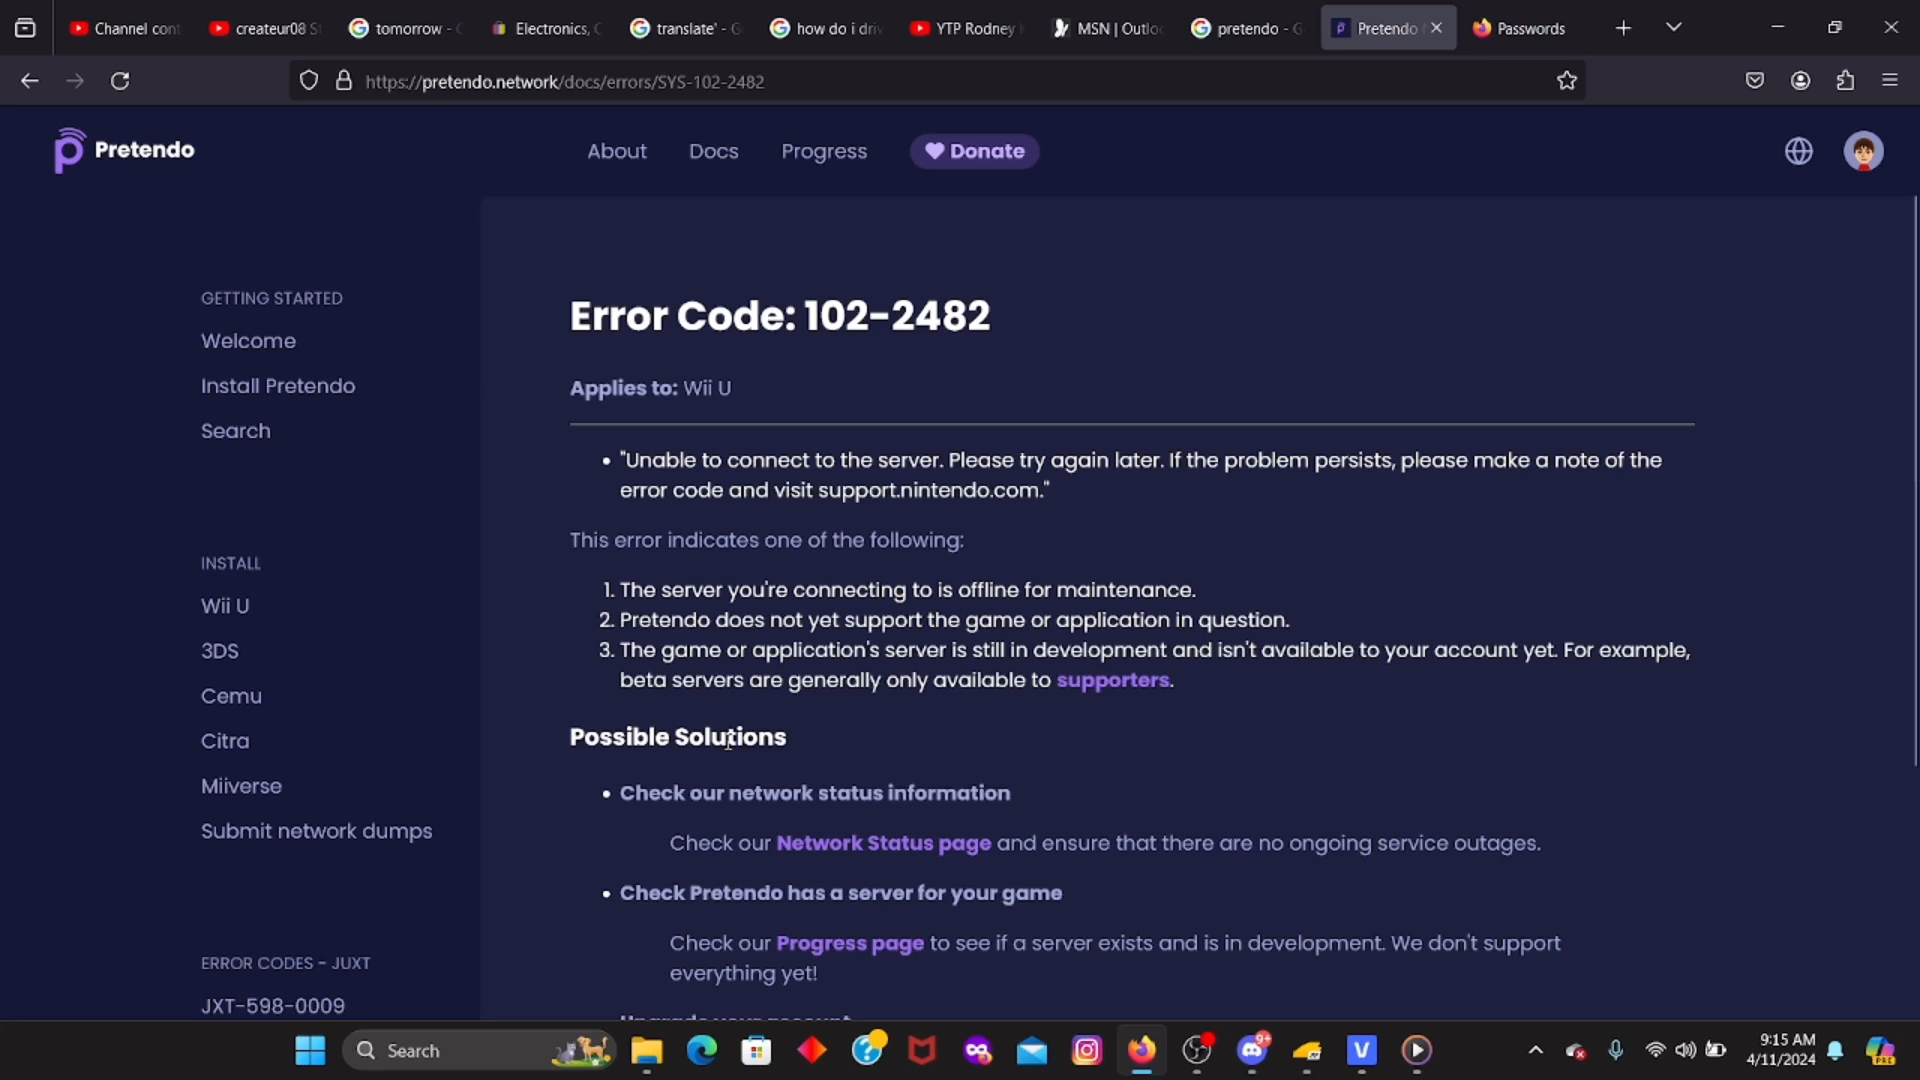 Channel cont
createur08 S
tomorrow - G
Electronics, C
translate' - G
how do i driv
YTP Rodney
MSN | Outloo
pretendo - G
Pretendo
Passwords
https://pretendo.network/docs/errors/SYS-102-2482
Pretendo
About
Docs
Progress
Donate
GETTING STARTED
Welcome
Install Pretendo
Search
INSTALL
Wii U
3DS
Cemu
Citra
Miiverse
Submit network dumps
ERROR CODES - JUXT
JXT-598-0009
Error Code: 102-2482
Applies to: Wii U
• "Unable to connect to the server. Please try again later. If the problem persists, please make a note of the
error code and visit support.nintendo.com."
This error indicates one of the following:
1. The server you're connecting to is offline for maintenance.
2. Pretendo does not yet support the game or application in question.
3. The game or application's server is still in development and isn't available to your account yet. For example,
beta servers are generally only available to supporters.
Possible Solutions
• Check our network status information
Check our Network Status page and ensure that there are no ongoing service outages.
• Check Pretendo has a server for your game
Check our Progress page to see if a server exists and is in development. We don't support
everything yet!
Upgrade your account
Search
9+
V
9:15 AM
4/11/2024
PRE